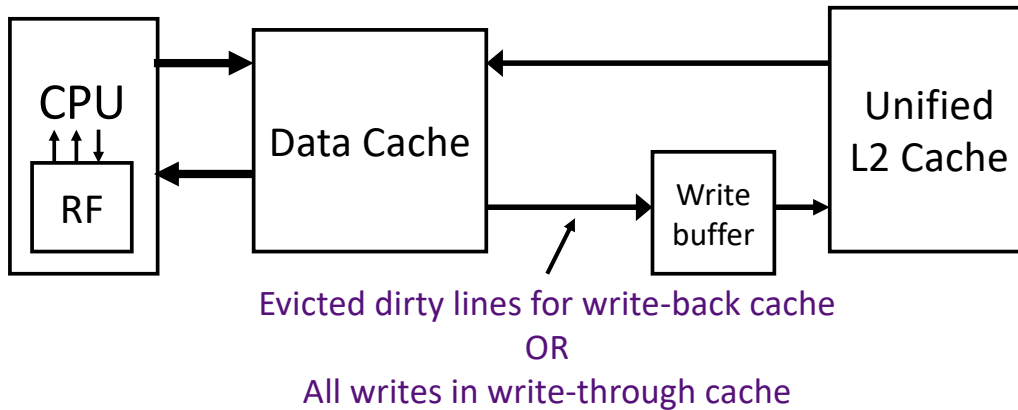 CPU
RF
Data Cache
Write
buffer
Unified
L2 Cache
Evicted dirty lines for write-back cache
OR
All writes in write-through cache